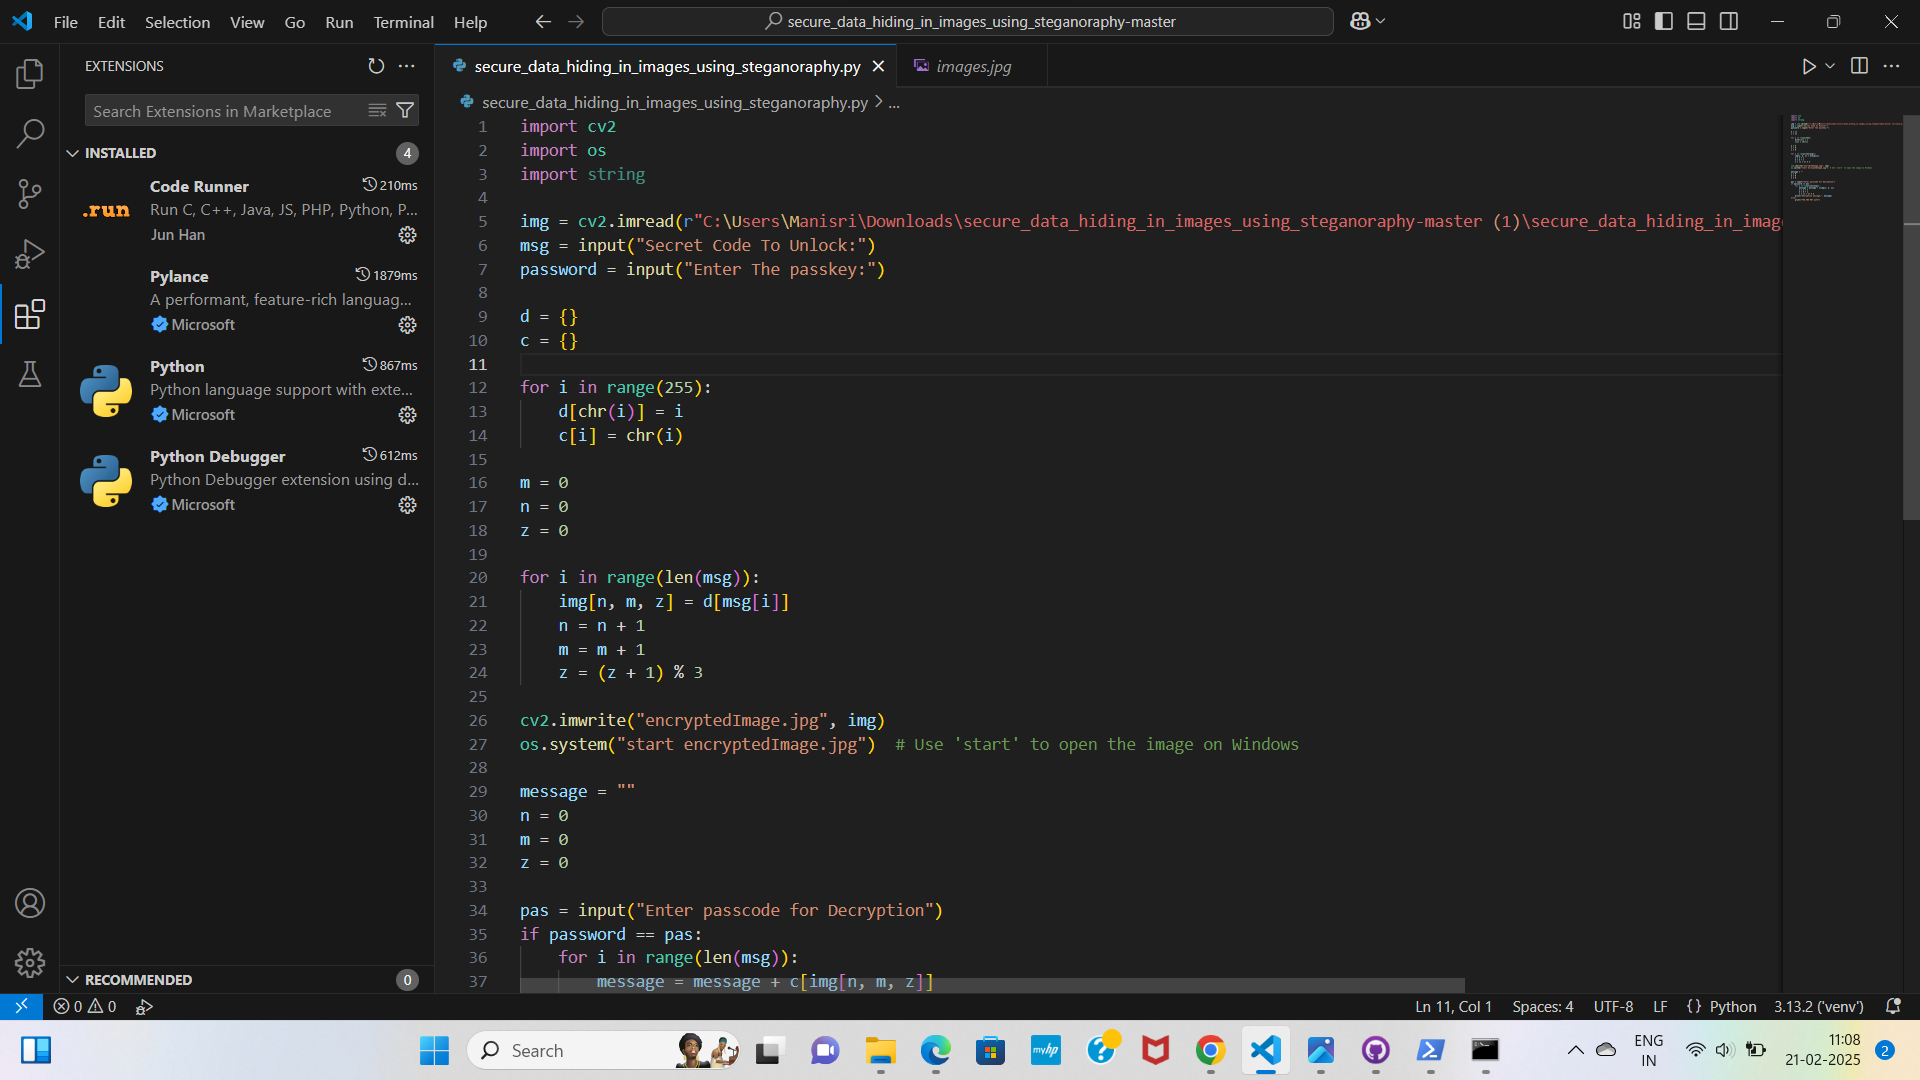 File Edit Selection View Go Run Terminal Help
secure_data_hiding_in_images_using_steganoraphy-master
EXTENSIONS
Search Extensions in Marketplace
INSTALLED 4
Code Runner 210ms
Run C, C++, Java, JS, PHP, Python, P...
Jun Han
Pylance 1879ms
A performant, feature-rich languag...
Microsoft
Python 867ms
Python language support with exte...
Microsoft
Python Debugger 612ms
Python Debugger extension using d...
Microsoft
RECOMMENDED 0
secure_data_hiding_in_images_using_steganoraphy.py
images.jpg
secure_data_hiding_in_images_using_steganoraphy.py > ...
1 import cv2
2 import os
3 import string
4
5 img = cv2.imread(r"C:\Users\Manisri\Downloads\secure_data_hiding_in_images_using_steganoraphy-master (1)\secure_data_hiding_in_imag
6 msg = input("Secret Code To Unlock:")
7 password = input("Enter The passkey:")
8
9 d = {}
10 c = {}
11
12 for i in range(255):
13     d[chr(i)] = i
14     c[i] = chr(i)
15
16 m = 0
17 n = 0
18 z = 0
19
20 for i in range(len(msg)):
21     img[n, m, z] = d[msg[i]]
22     n = n + 1
23     m = m + 1
24     z = (z + 1) % 3
25
26 cv2.imwrite("encryptedImage.jpg", img)
27 os.system("start encryptedImage.jpg")  # Use 'start' to open the image on Windows
28
29 message = ""
30 n = 0
31 m = 0
32 z = 0
33
34 pas = input("Enter passcode for Decryption")
35 if password == pas:
36     for i in range(len(msg)):
37         message = message + c[img[n, m, z]]
0 0
Ln 11, Col 1 Spaces: 4 UTF-8 LF {} Python 3.13.2 ('venv')
.run
Search
myhp
ENG
IN
11:08
21-02-2025
2